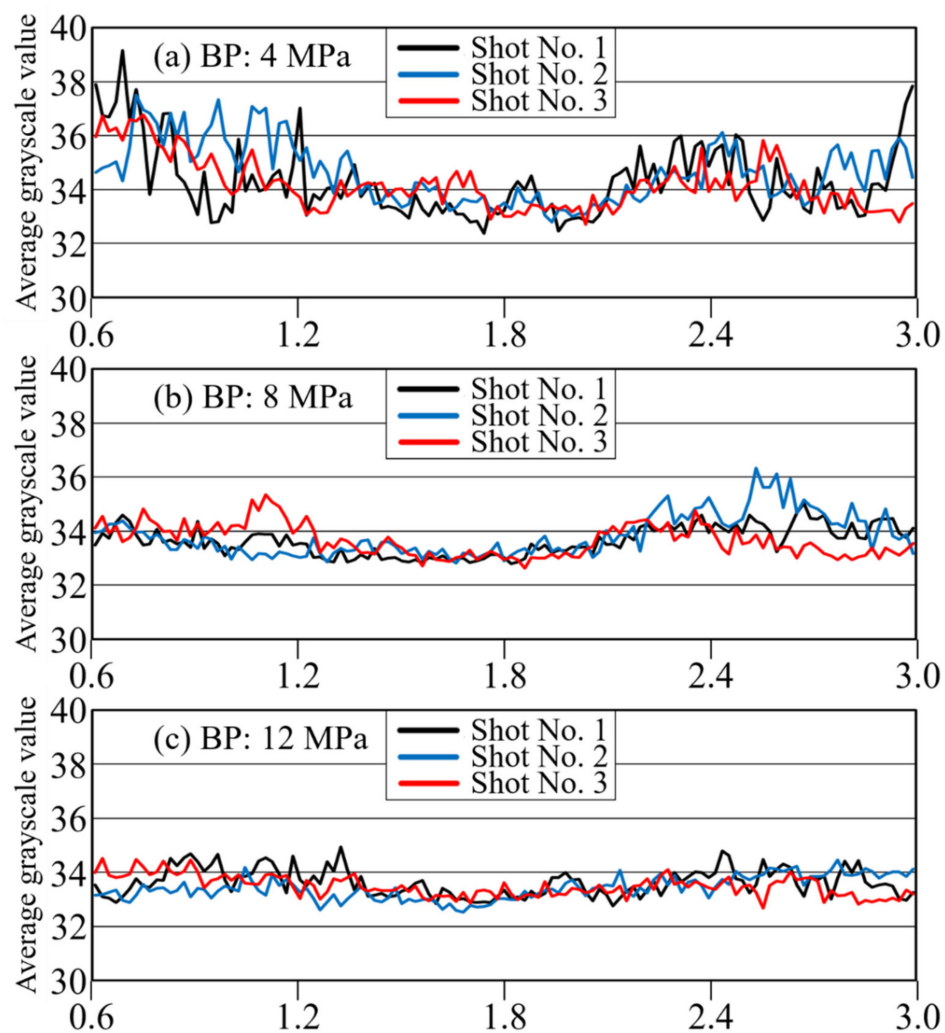 Average grayscale value
40
38
36
34
32
30
(a) BP: 4 MPa
Shot No. 1
Shot No. 2
Shot No. 3
0.6 1.2 1.8 2.4 3.0
Average grayscale value
40
38
36
34
32
30
(b) BP: 8 MPa
Shot No. 1
Shot No. 2
Shot No. 3
0.6 1.2 1.8 2.4 3.0
Average grayscale value
40
38
36
34
32
30
(c) BP: 12 MPa
Shot No. 1
Shot No. 2
Shot No. 3
0.6 1.2 1.8 2.4 3.0